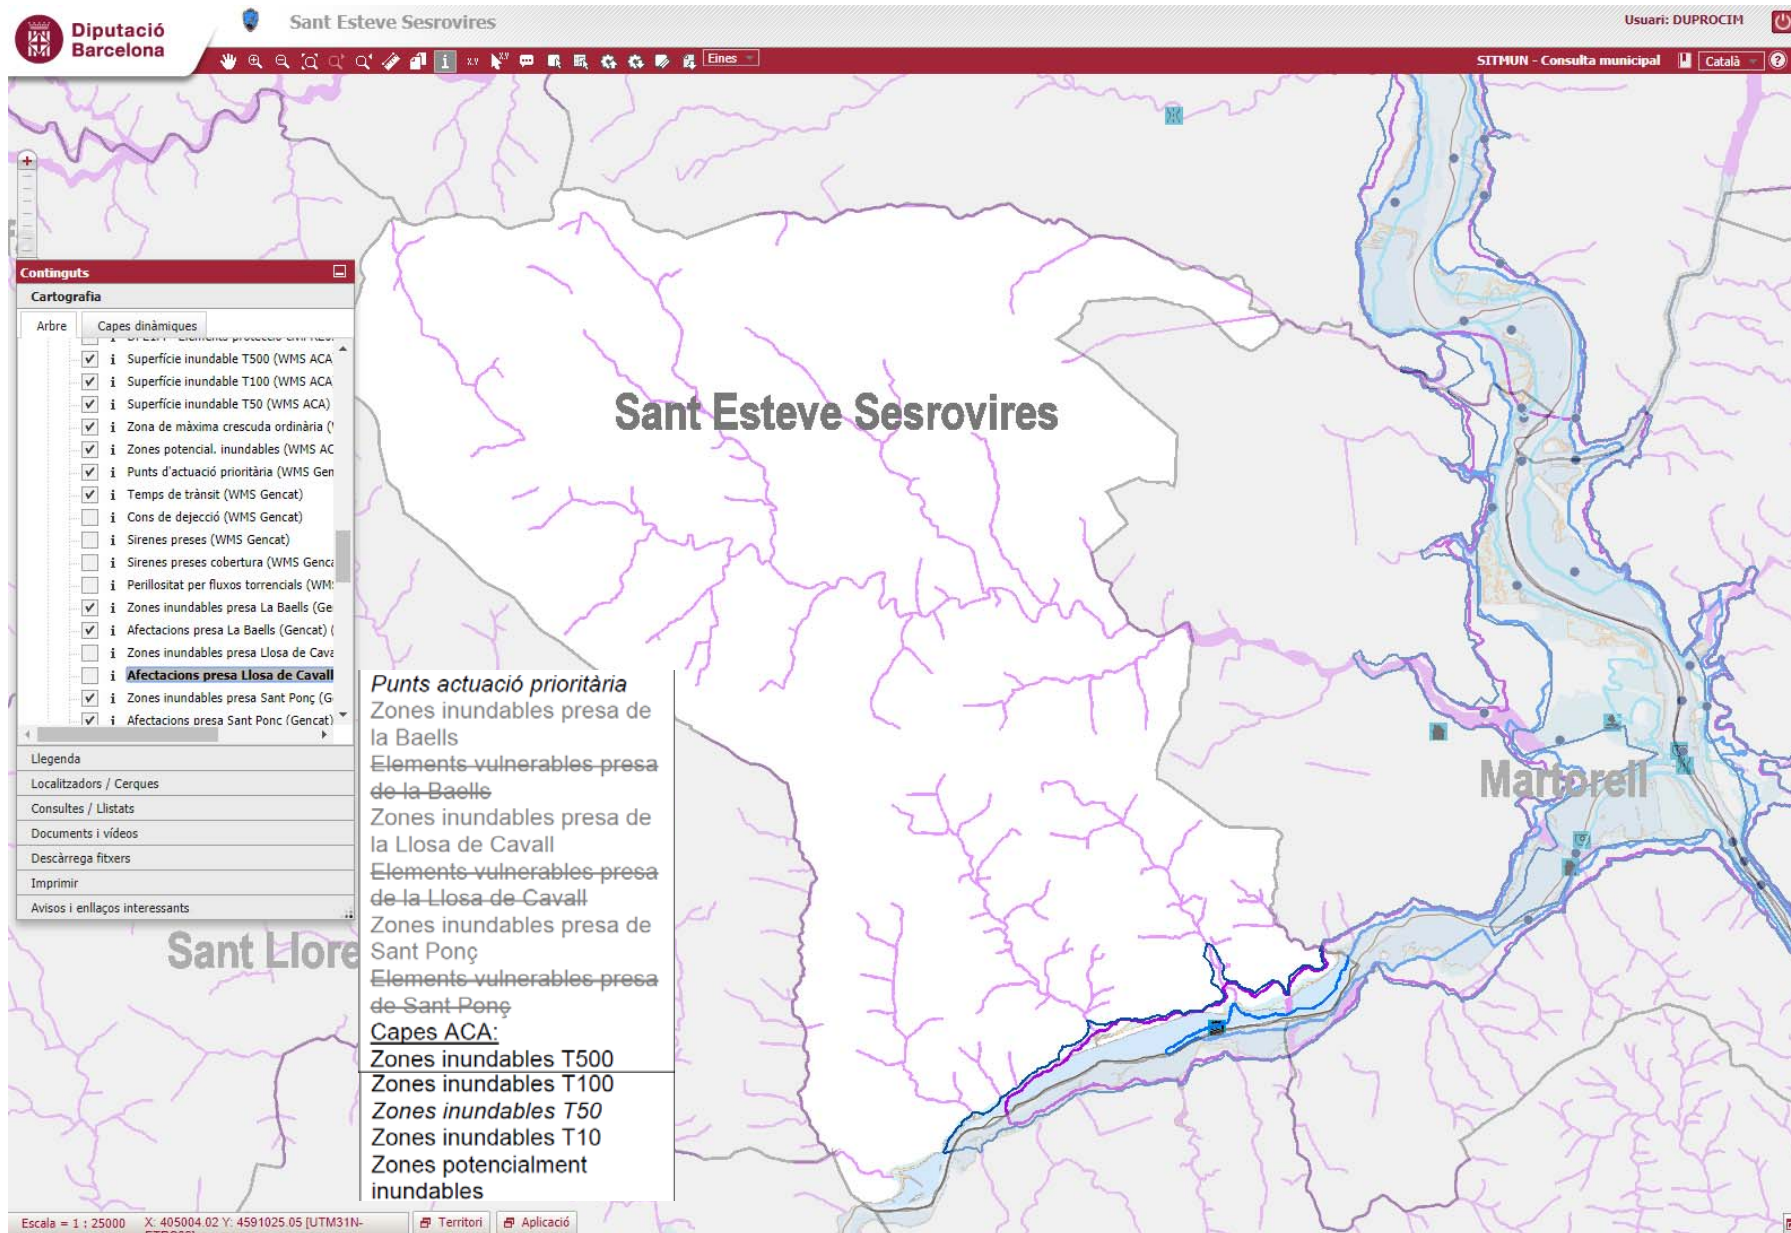 Diputació
Barcelona
Sant Esteve Sesrovires
Usuari: DUPROCIM
X.Y
X.Y
Eines
SITMUN - Consulta municipal
Català
Continguts
Cartografia
Arbre
Capes dinàmiques
Superfície inundable T500 (WMS ACA
Superfície inundable T100 (WMS ACA
Superfície inundable T50 (WMS ACA)
Zona de màxima crescuda ordinària (
Zones potencial. inundables (WMS AC
Punts d'actuació prioritària (WMS Gen
Temps de trànsit (WMS Gencat)
Cons de dejecció (WMS Gencat)
Sirenes preses (WMS Gencat)
Sirenes preses cobertura (WMS Genca
Perillositat per fluxos torrencials (WM
Zones inundables presa La Baells (Ge
Afectacions presa La Baells (Gencat) (
Zones inundables presa Llosa de Cava
Afectacions presa Llosa de Cavall
Zones inundables presa Sant Ponç (G
Afectacions presa Sant Ponç (Gencat)
Llegenda
Localitzadors / Cerques
Consultes / Llistats
Documents i vídeos
Descàrrega fitxers
Imprimir
Avisos i enllaços interessants
Punts actuació prioritària
Zones inundables presa de
la Baells
Elements vulnerables presa
de la Baells
Zones inundables presa de
la Llosa de Cavall
Elements vulnerables presa
de la Llosa de Cavall
Zones inundables presa de
Sant Ponç
Elements vulnerables presa
de Sant Ponç
Capes ACA:
Zones inundables T500
Zones inundables T100
Zones inundables T50
Zones inundables T10
Zones potencialment
inundables
Sant Esteve Sesrovires
Martorell
Sant Llore
Escala = 1 : 25000
X: 405004.02 Y: 4591025.05 [UTM31N-
Territori
Aplicació